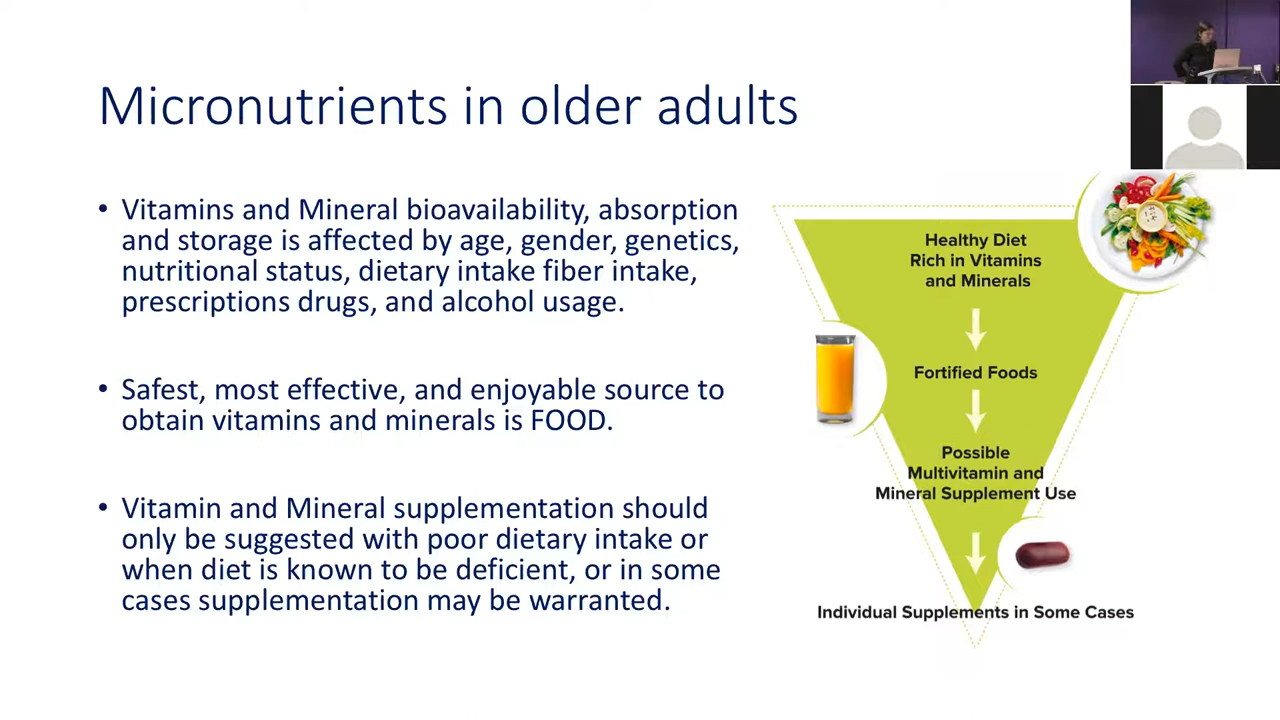 Micronutrients in older adults
• Vitamins and Mineral bioavailability, absorption
and storage is affected by age, gender, genetics,
nutritional status, dietary intake fiber intake,
prescriptions drugs, and alcohol usage.
• Safest, most effective, and enjoyable source to
obtain vitamins and minerals is FOOD.
• Vitamin and Mineral supplementation should
only be suggested with poor dietary intake or
when diet is known to be deficient, or in some
cases supplementation may be warranted.
Healthy Diet
Rich in Vitamins
and Minerals
Fortified Foods
Possible
Multivitamin and
Mineral Supplement Use
Individual Supplements in Some Cases